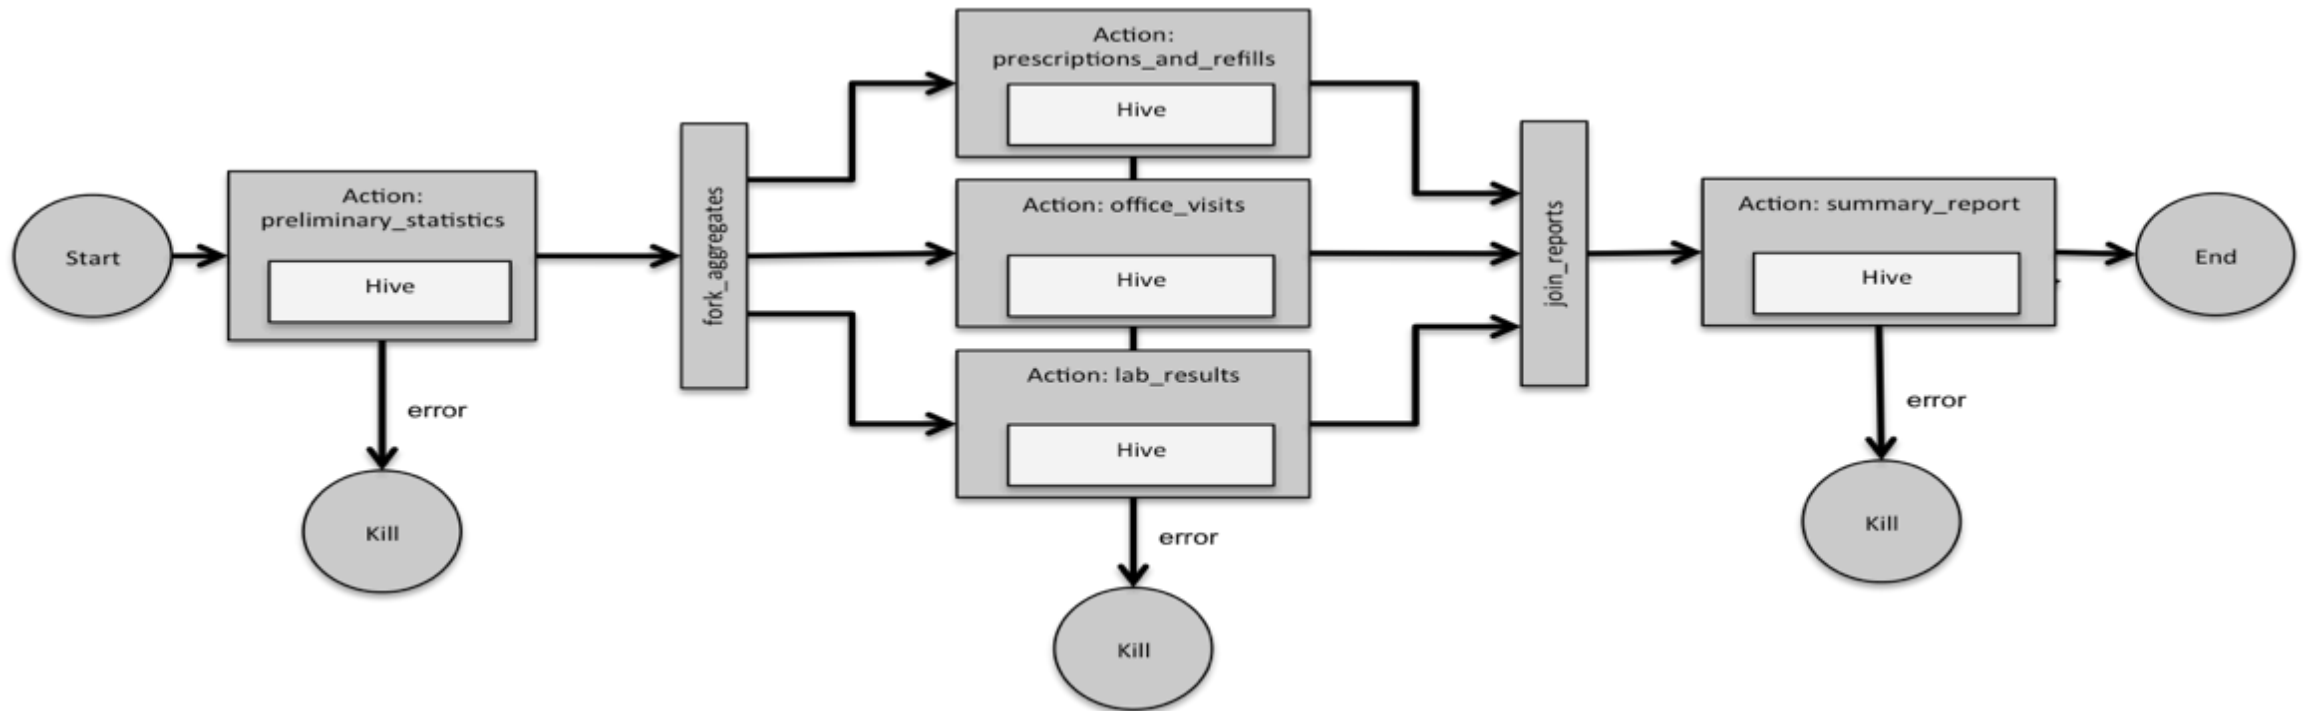 Start
Action:
preliminary_statistics
Hive
error
Kill
fork_aggregates
Action:
prescriptions_and_refills
Hive
Action: office_visits
Hive
Action: lab_results
Hive
error
Kill
join_reports
Action: summary_report
Hive
error
Kill
End